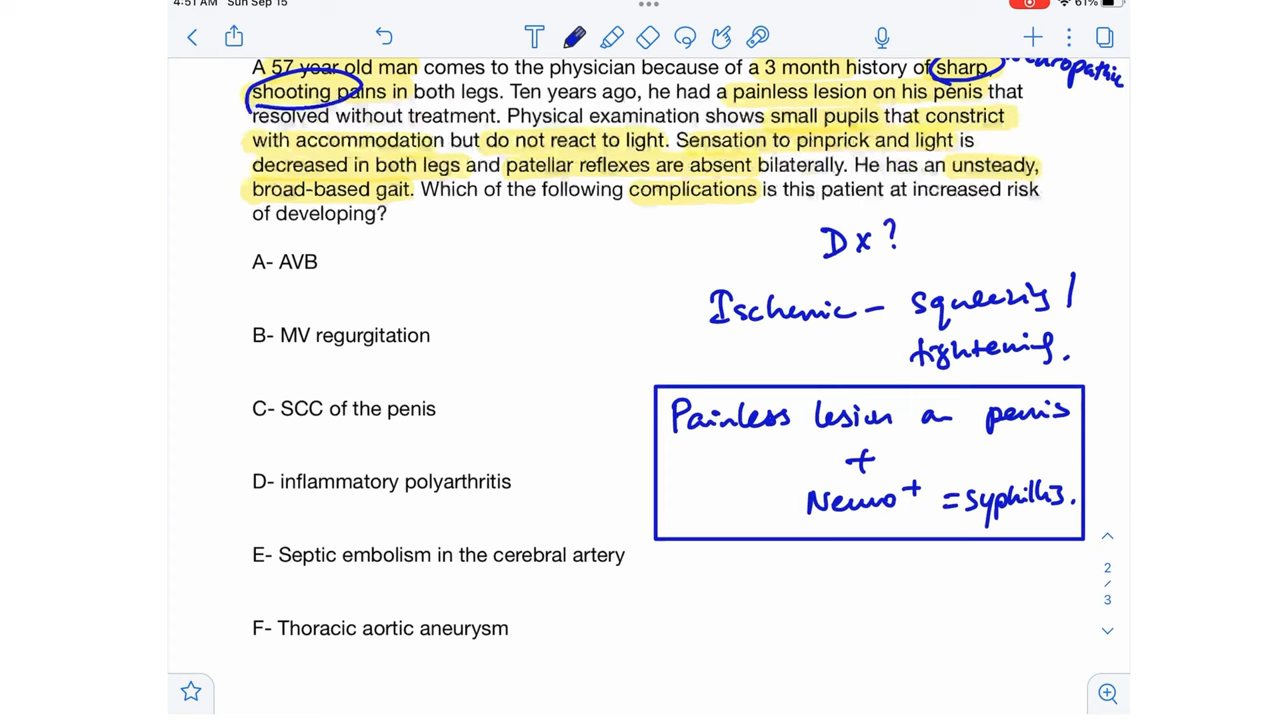 4:51 AM Sun Sep 15
61%
A 57 year old man comes to the physician because of a 3 month history of sharp,
shooting pains in both legs. Ten years ago, he had a painless lesion on his penis that
resolved without treatment. Physical examination shows small pupils that constrict
with accommodation but do not react to light. Sensation to pinprick and light is
decreased in both legs and patellar reflexes are absent bilaterally. He has an unsteady,
broad-based gait. Which of the following complications is this patient at increased risk
of developing?
Dx?
A- AVB
Ischemic - squeezing /
tightening.
B- MV regurgitation
C- SCC of the penis
Painless lesion on penis
+
Neuro + = syphillis.
D- inflammatory polyarthritis
E- Septic embolism in the cerebral artery
F- Thoracic aortic aneurysm
2
/
3